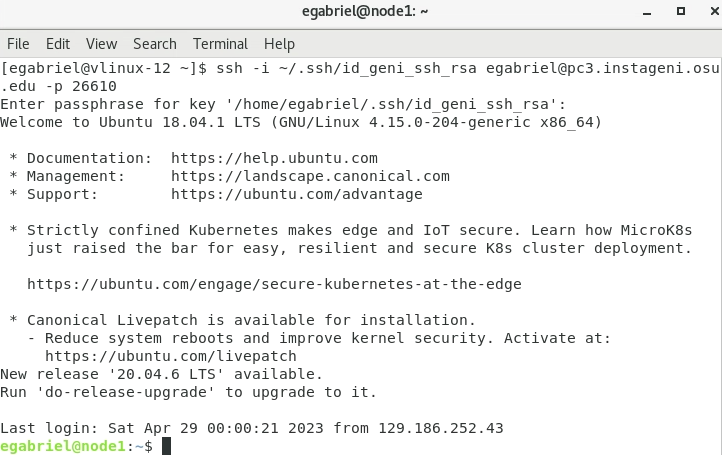 egabriel@node1: ~
File Edit View Search Terminal Help
[egabriel@vlinux-12 ~]$ ssh -i ~/.ssh/id_geni_ssh_rsa egabriel@pc3.instageni.osu
.edu -p 26610
Enter passphrase for key '/home/egabriel/.ssh/id_geni_ssh_rsa':
Welcome to Ubuntu 18.04.1 LTS (GNU/Linux 4.15.0-204-generic x86_64)
* Documentation:  https://help.ubuntu.com
* Management:     https://landscape.canonical.com
* Support:        https://ubuntu.com/advantage
* Strictly confined Kubernetes makes edge and IoT secure. Learn how MicroK8s
just raised the bar for easy, resilient and secure K8s cluster deployment.
https://ubuntu.com/engage/secure-kubernetes-at-the-edge
* Canonical Livepatch is available for installation.
- Reduce system reboots and improve kernel security. Activate at:
https://ubuntu.com/livepatch
New release '20.04.6 LTS' available.
Run 'do-release-upgrade' to upgrade to it.
Last login: Sat Apr 29 00:00:21 2023 from 129.186.252.43
egabriel@node1:~$